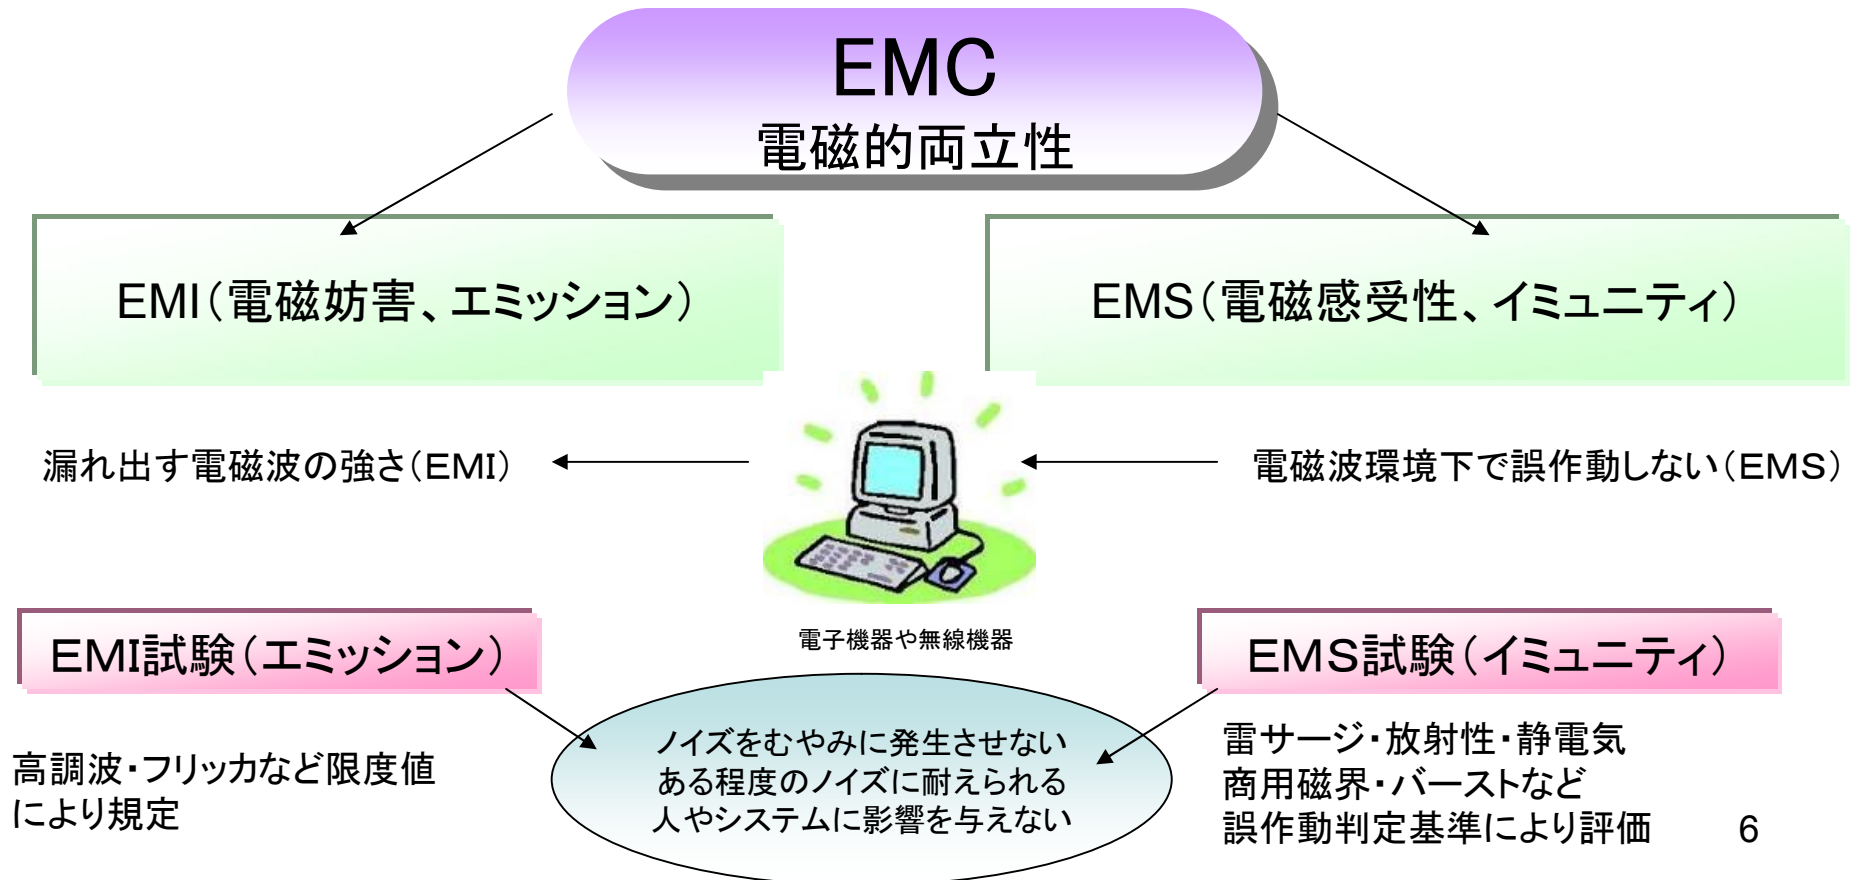 EMC
電磁的両立性
EMI(電磁妨害、エミッション)
EMS(電磁感受性、イミュニティ)
漏れ出す電磁波の強さ(EMI)
電磁波環境下で誤作動しない(EMS)
電子機器や無線機器
EMI試験(エミッション)
EMS試験(イミュニティ)
高調波・フリッカなど限度値
により規定
ノイズをむやみに発生させない
ある程度のノイズに耐えられる
人やシステムに影響を与えない
雷サージ・放射性・静電気
商用磁界・バーストなど
誤作動判定基準により評価
6